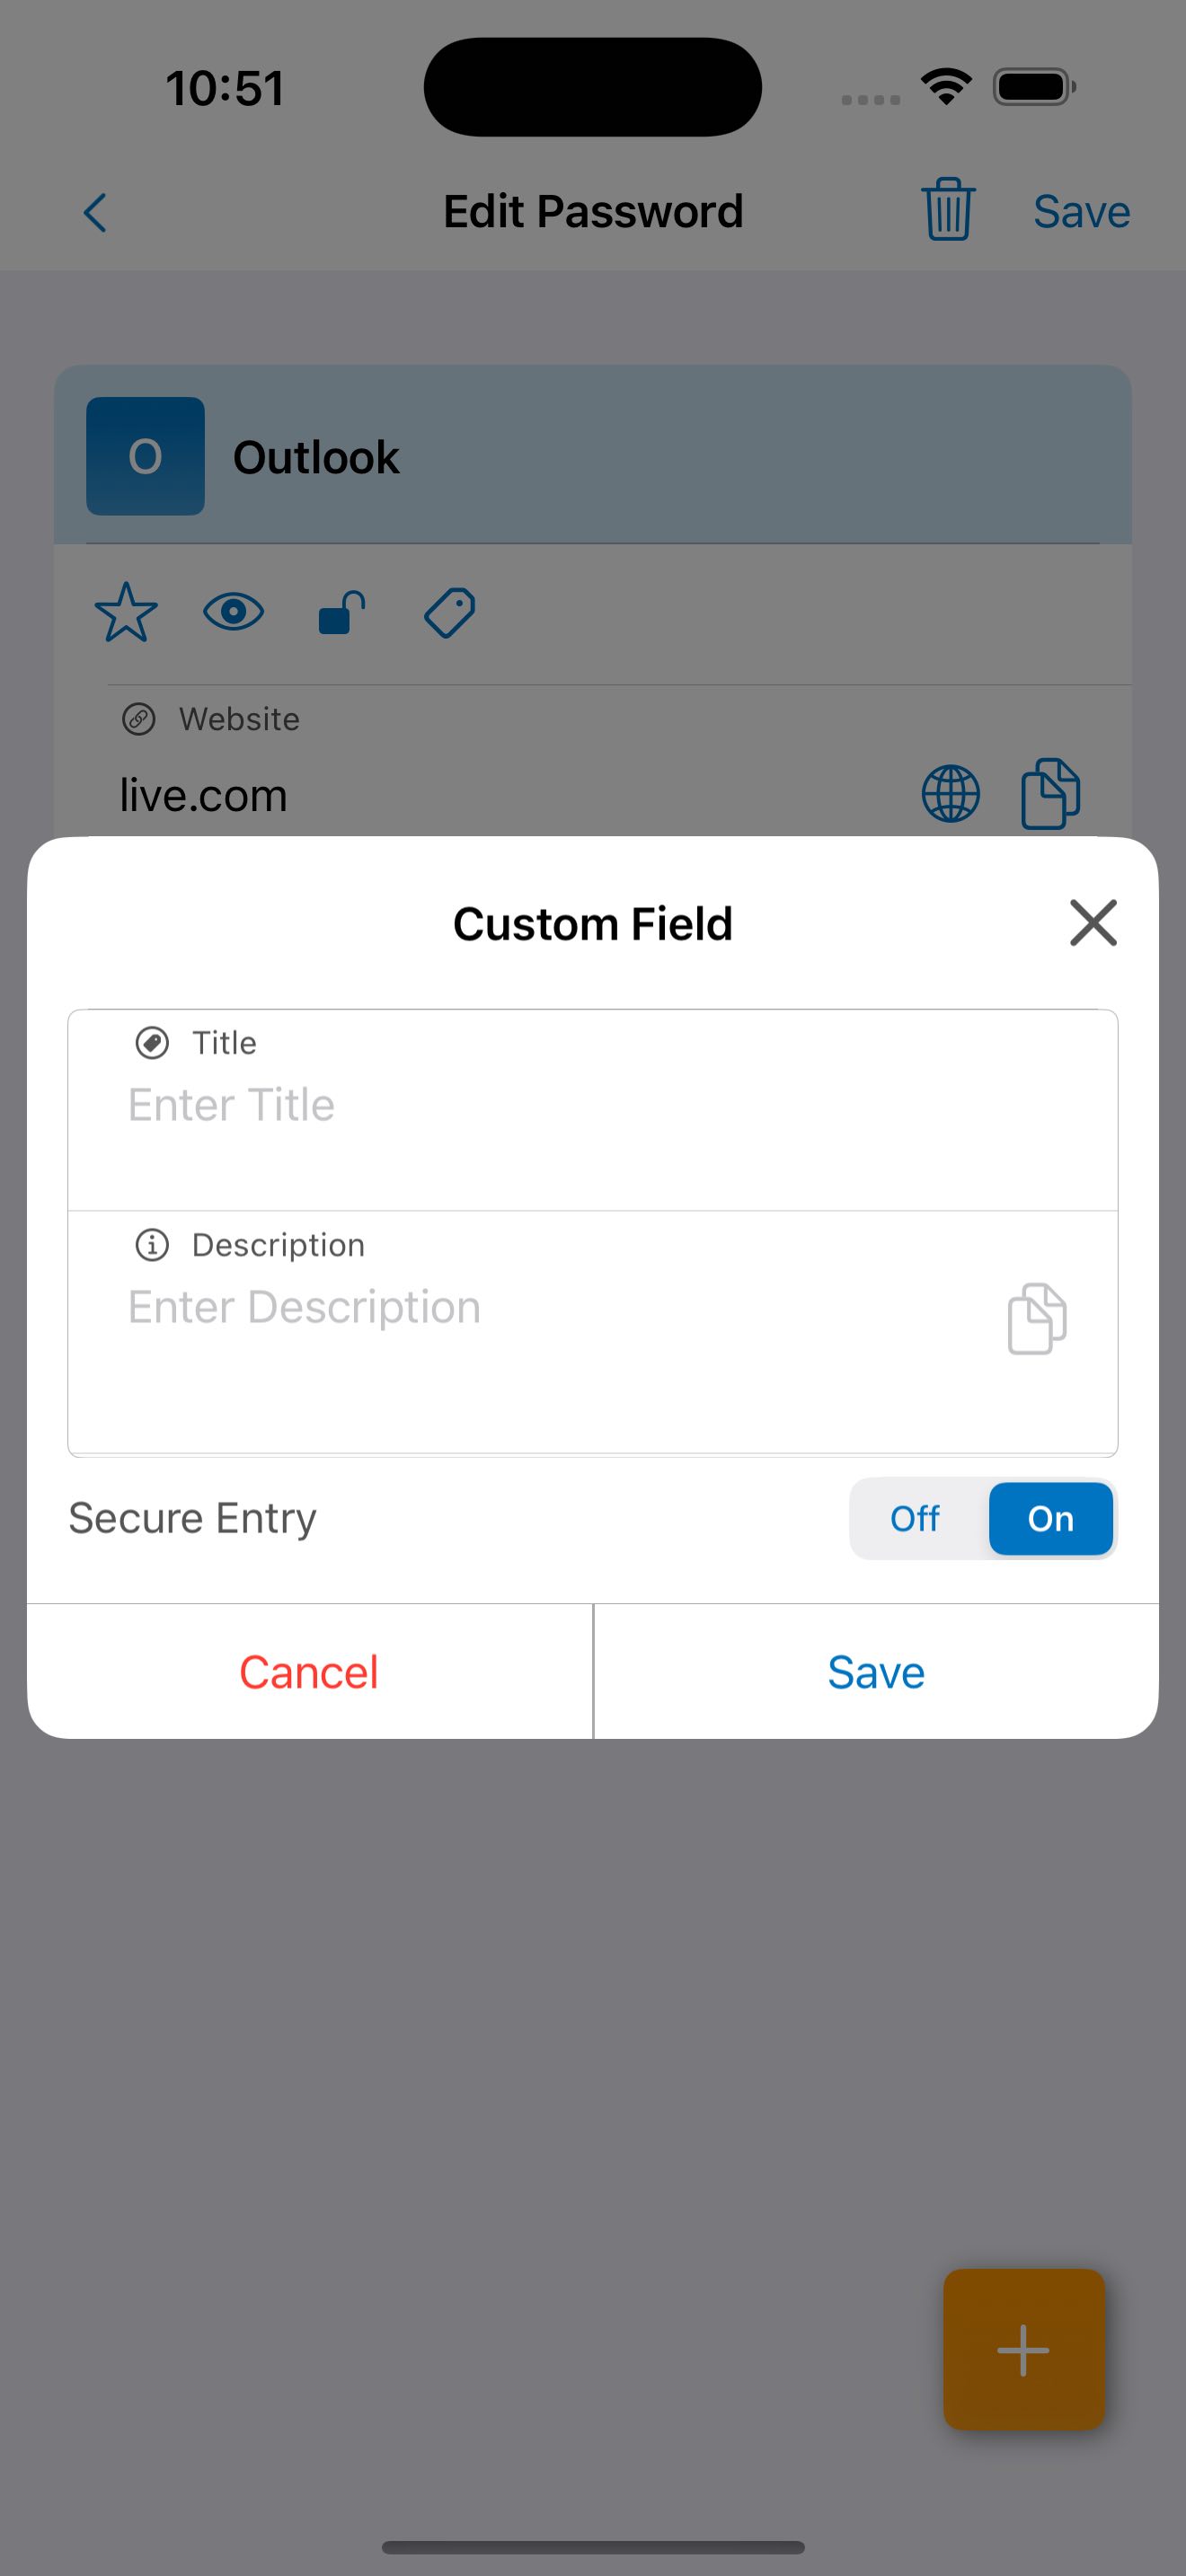 10:51
Edit Password
Save
O
Outlook
Website
live.com
Custom Field
Title
Enter Title
Description
Enter Description
Secure Entry
Off
On
Cancel
Save